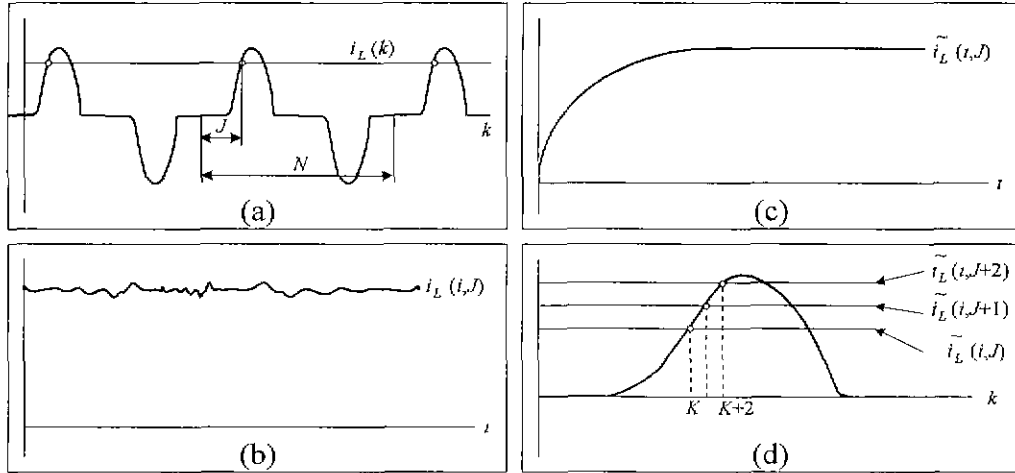 i_L(k)
k
J
N
(a)
i_L(i,J)
i
(b)
ĩ_L(i,J)
i
(c)
ĩ_L(i,J+2)
ĩ_L(i,J+1)
ĩ_L(i,J)
K
K+2
k
(d)